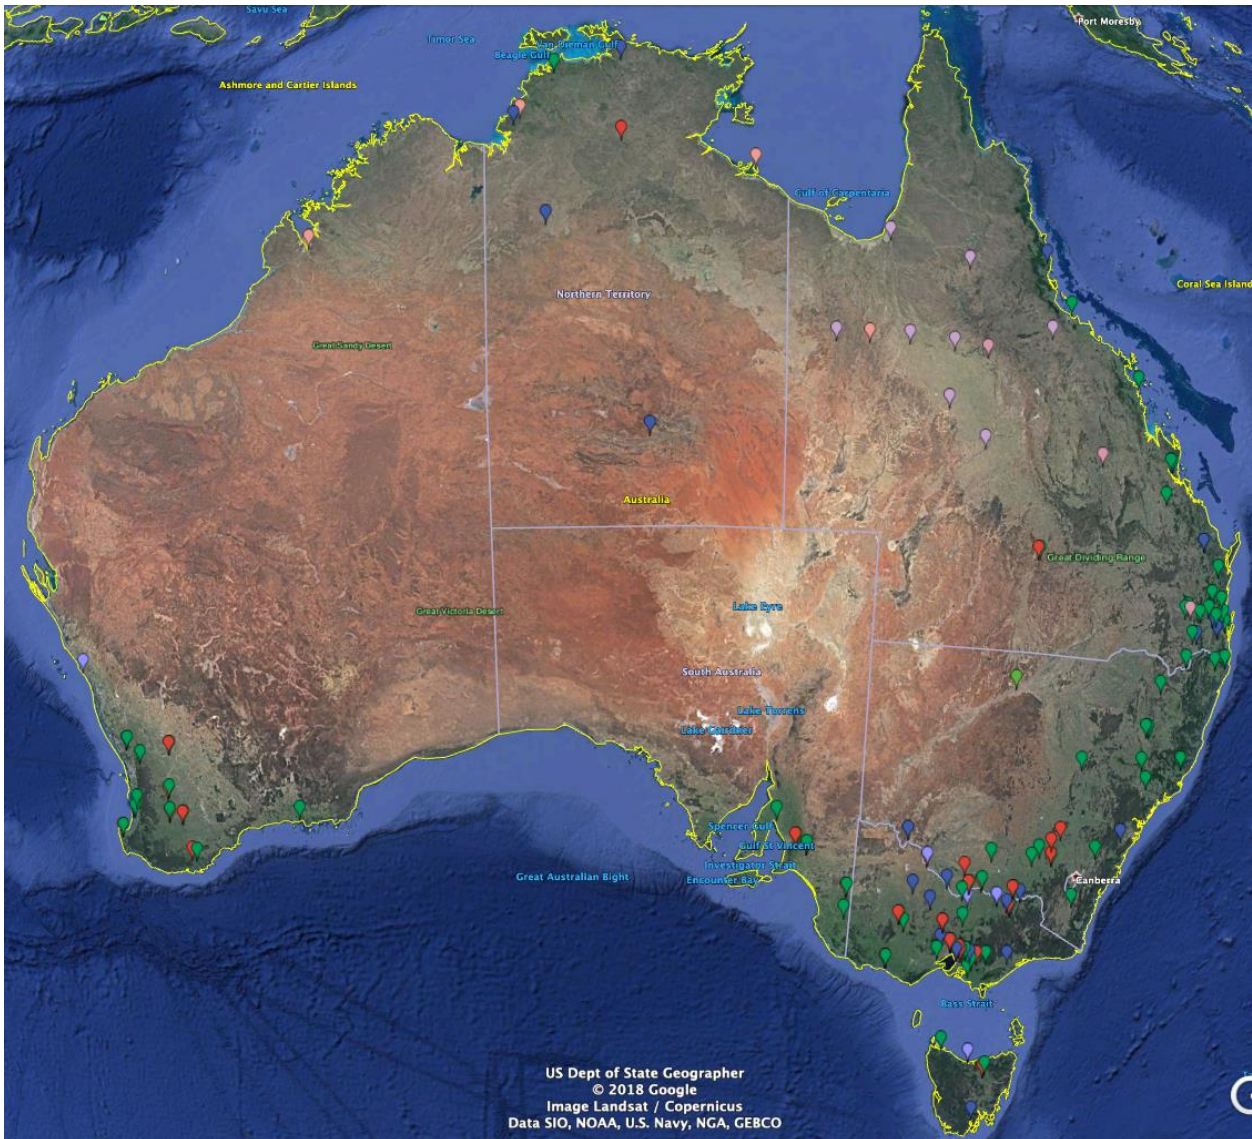 Savu Sea
Port Moresby
Timor Sea
Van Diemen Gulf
Beagle Gulf
Ashmore and Cartier Islands
Gulf of Carpentaria
Coral Sea Island
Northern Territory
Great Sandy Desert
Australia
Great Dividing Range
Great Victoria Desert
Lake Eyre
South Australia
Lake Torrens
Lake Gairdner
Spencer Gulf
Gulf St Vincent
Investigator Strait
Great Australian Bight
Encounter Bay
Canberra
Bass Strait
US Dept of State Geographer
© 2018 Google
Image Landsat / Copernicus
Data SIO, NOAA, U.S. Navy, NGA, GEBCO